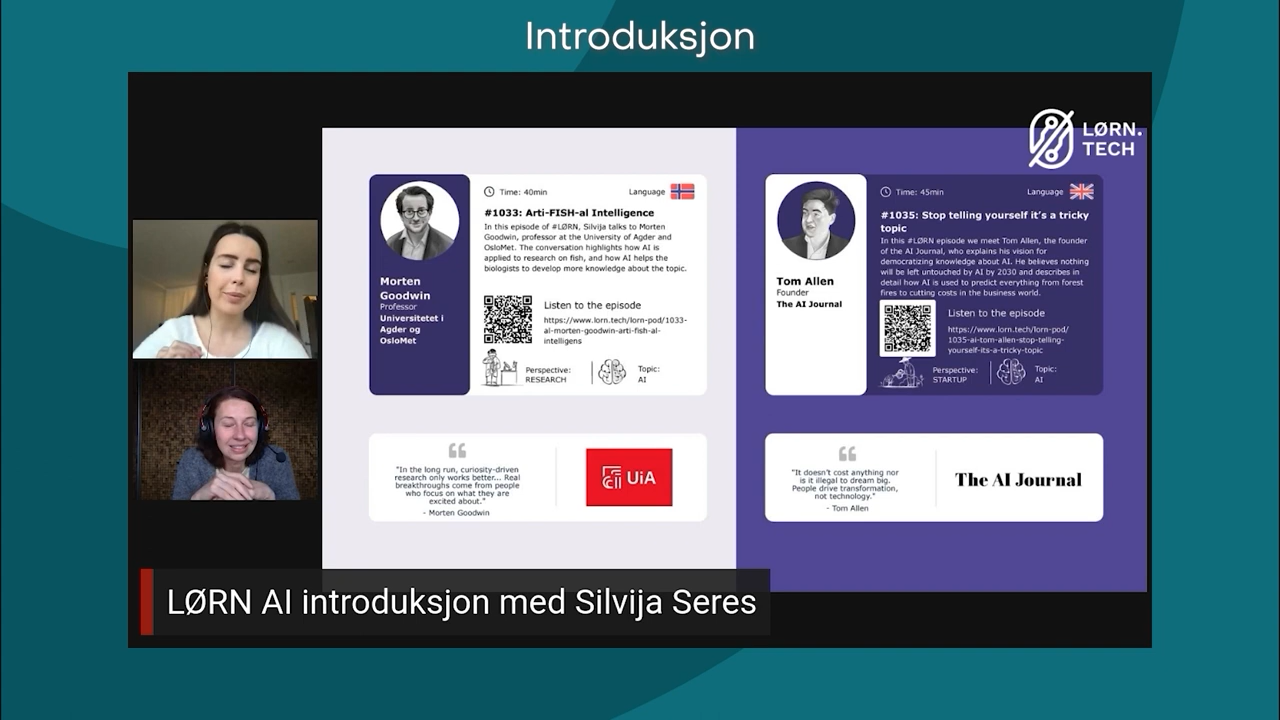 Introduksjon
LØRN.
TECH
Time: 40min
Language
#1033: Arti-FISH-al Intelligence
In this episode of #LØRN, Silvija talks to Morten
Goodwin, professor at the University of Agder and
OsloMet. The conversation highlights how AI is
applied to research on fish, and how AI helps the
biologists to develop more knowledge about the topic.
Morten
Goodwin
Professor
Universitetet i
Agder og
OsloMet
Listen to the episode
https://www.lorn.tech/lorn-pod/1033-
al-morten-goodwin-arti-fish-al-
intelligens
Perspective:
RESEARCH
Topic:
AI
"In the long run, curiosity-driven
research only works better... Real
breakthroughs come from people
who focus on what they are
excited about."
- Morten Goodwin
UiA
Time: 45min
Language
#1035: Stop telling yourself it's a tricky
topic
In this #LØRN episode we meet Tom Allen, the founder
of the AI Journal, who explains his vision for
democratizing knowledge about AI. He believes nothing
will be left untouched by AI by 2030 and describes in
detail how AI is used to predict everything from forest
fires to cutting costs in the business world.
Tom Allen
Founder
The AI Journal
Listen to the episode
https://www.lorn.tech/lorn-pod/
1035-ai-tom-allen-stop-telling-
yourself-its-a-tricky-topic
Perspective:
STARTUP
Topic:
AI
"It doesn't cost anything nor
is it illegal to dream big.
People drive transformation,
not technology."
- Tom Allen
The AI Journal
LØRN AI introduksjon med Silvija Seres